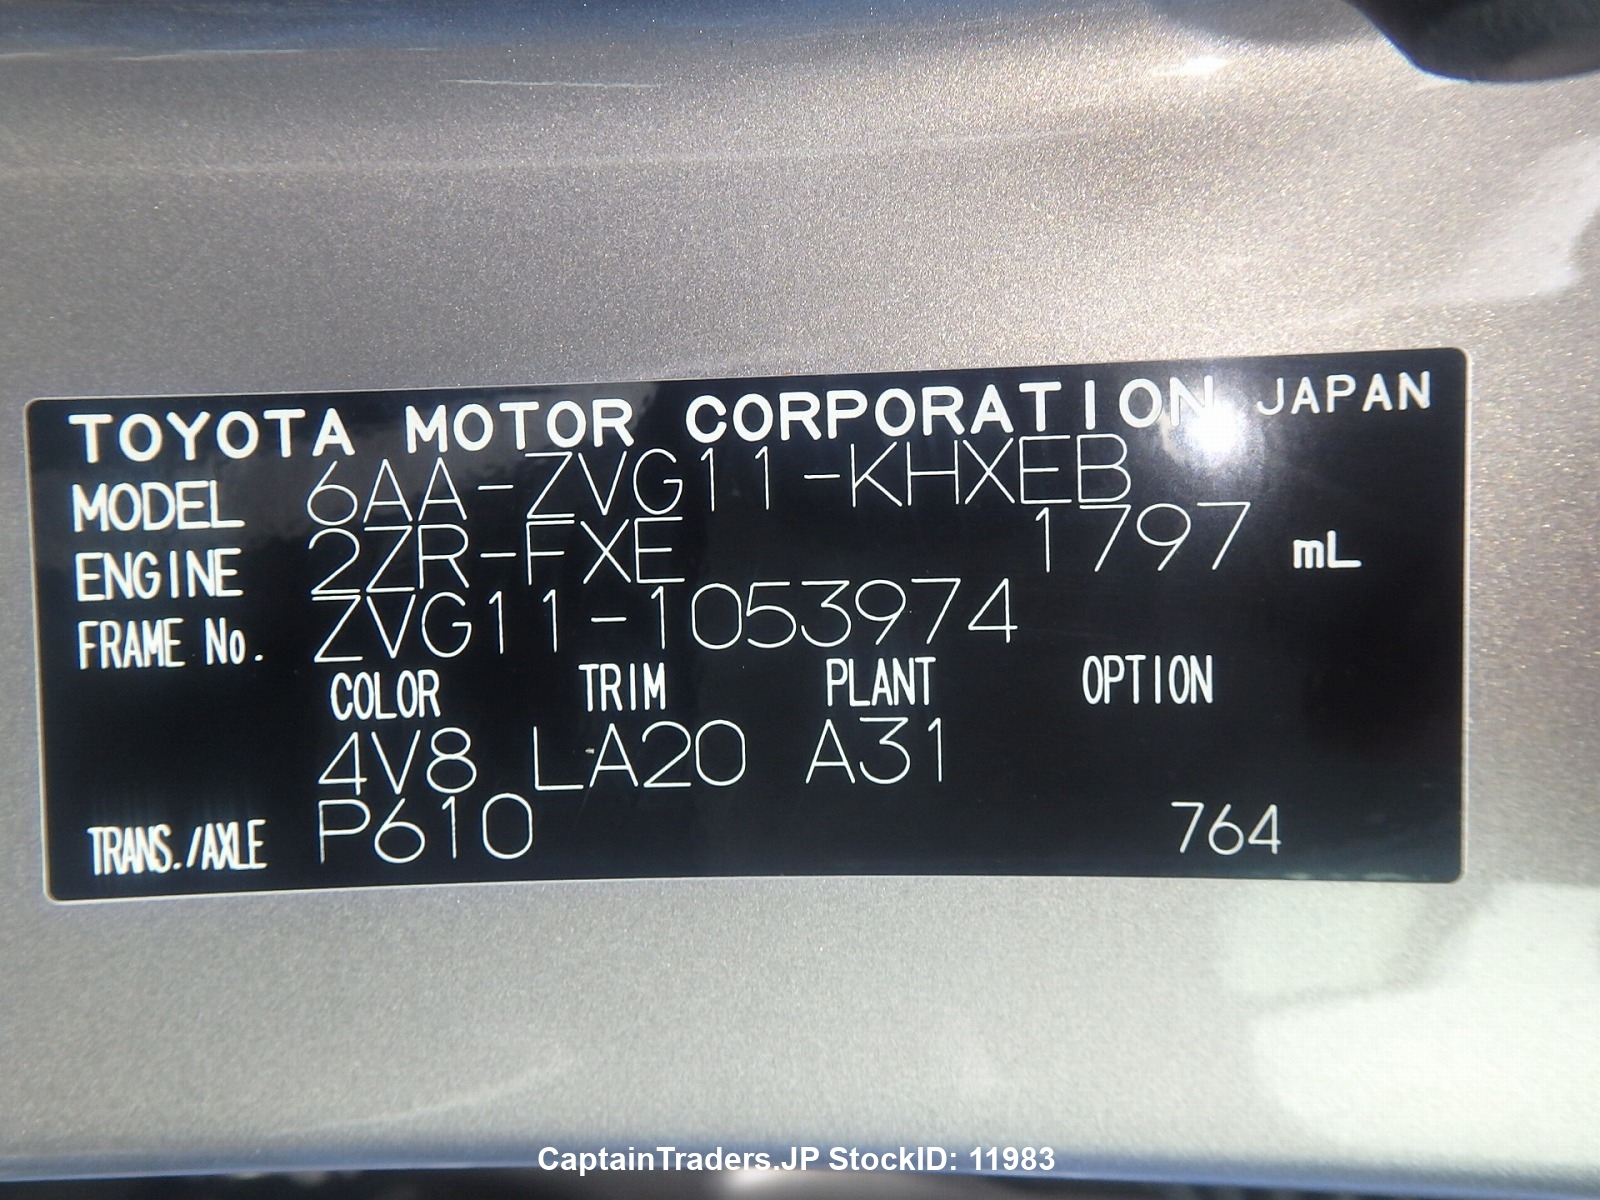 TOYOTA MOTOR CORPORATION JAPAN
MODEL 6AA-ZVG11-KHXEB
ENGINE 2ZR-FXE 1797 mL
FRAME No. ZVG11-1053974
COLOR TRIM PLANT OPTION
4V8 LA20 A31
TRANS./AXLE P610 764
CaptainTraders.JP StockID: 11983